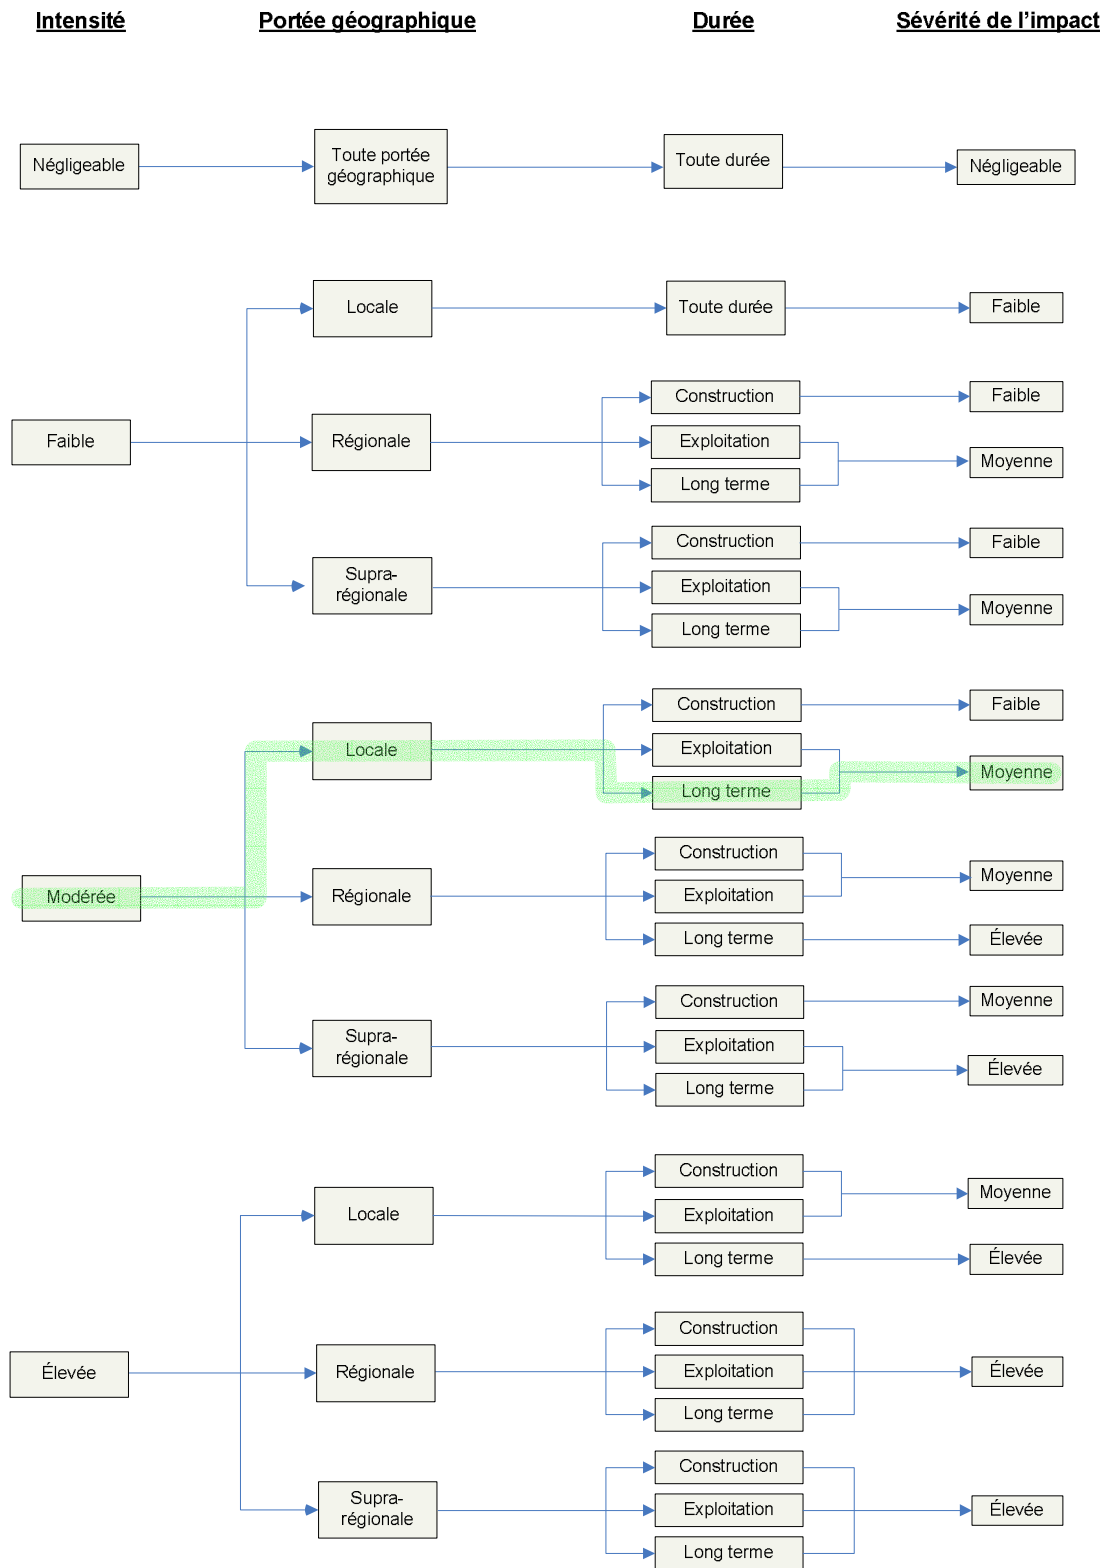 Intensité
Portée géographique
Durée
Sévérité de l'impact
Négligeable
Toute portée
géographique
Toute durée
Négligeable
Faible
Locale
Toute durée
Faible
Régionale
Construction
Faible
Exploitation
Long terme
Moyenne
Supra-
régionale
Construction
Faible
Exploitation
Long terme
Moyenne
Modérée
Locale
Construction
Faible
Exploitation
Long terme
Moyenne
Régionale
Construction
Exploitation
Moyenne
Long terme
Élevée
Supra-
régionale
Construction
Moyenne
Exploitation
Long terme
Élevée
Élevée
Locale
Construction
Exploitation
Moyenne
Long terme
Élevée
Régionale
Construction
Exploitation
Long terme
Élevée
Supra-
régionale
Construction
Exploitation
Long terme
Élevée